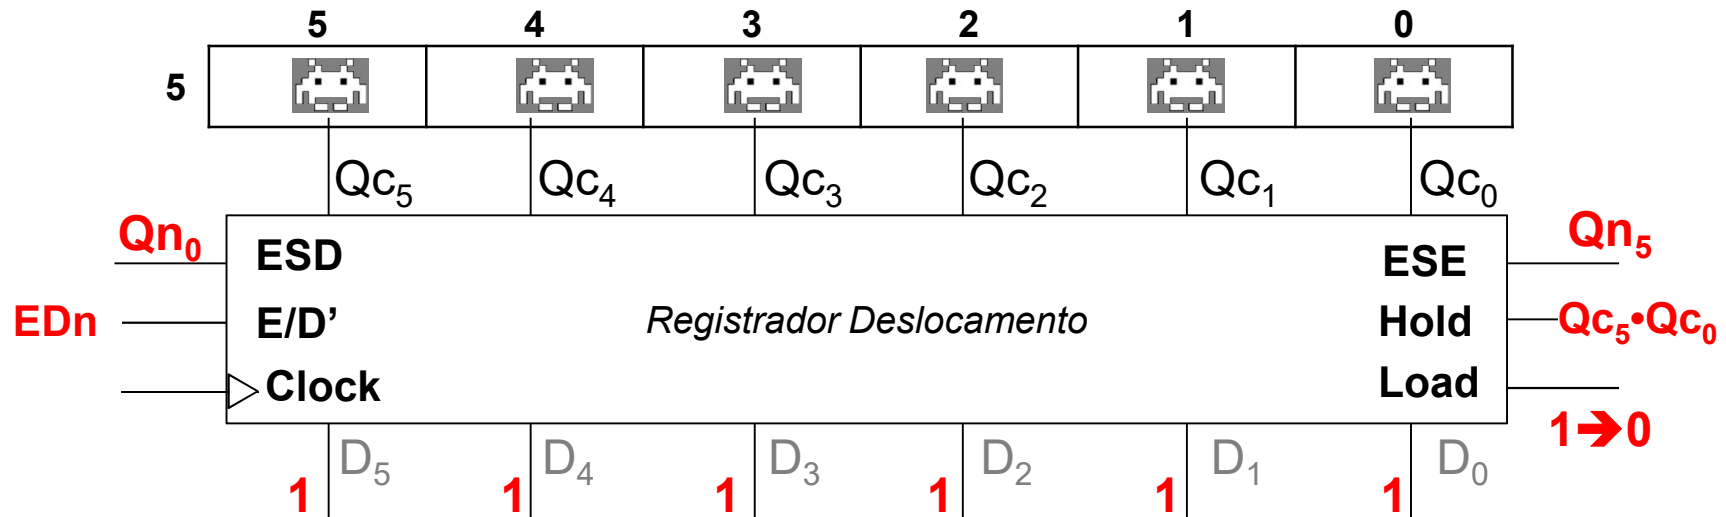 5 4 3 2 1 0
5
Qc5 Qc4 Qc3 Qc2 Qc1 Qc0
Qn0 ESD ESE Qn5
EDn E/D’ Registrador Deslocamento Hold Qc5•Qc0
Clock Load
1➔0
D5 D4 D3 D2 D1 D0
1 1 1 1 1 1